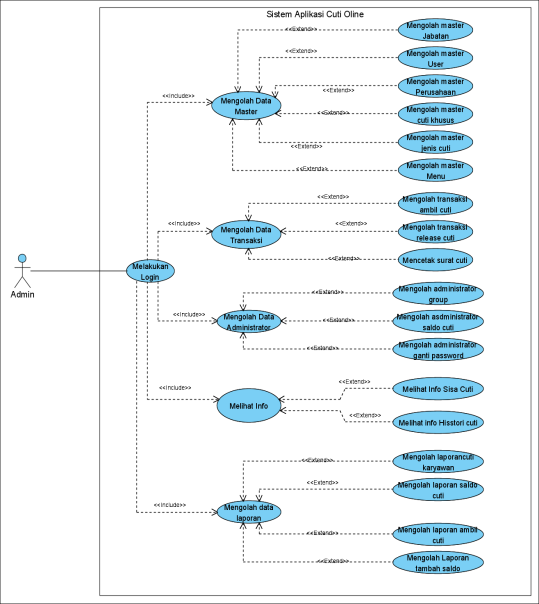 Sistem Aplikasi Cuti Oline
<<Extend>>
Mengolah master
Jabatan
<<Extend>>
Mengolah master
User
<<Extend>>
Mengolah master
Perusahaan
<<Include>>
Mengolah Data
Master
<<Extend>>
Mengolah master
cuti khusus
<<Extend>>
Mengolah master
jenis cuti
<<Extend>>
Mengolah master
Menu
<<Extend>>
Mengolah transaksi
ambil cuti
<<Include>>
Mengolah Data
Transaksi
<<Extend>>
Mengolah transaksi
release cuti
<<Extend>>
Mencetak surat cuti
Admin
Melakukan
Login
<<Extend>>
Mengolah administrator
group
<<Include>>
Mengolah Data
Administrator
<<Extend>>
Mengolah asdministrator
saldo cuti
<<Extend>>
Mengolah administrator
ganti password
<<Include>>
Melihat Info
<<Extend>>
Melihat Info Sisa Cuti
<<Extend>>
Melihat info Hisstori cuti
<<Extend>>
Mengolah laporancuti
karyawan
<<Extend>>
Mengolah laporan saldo
cuti
<<Include>>
Mengolah data
laporan
<<Extend>>
Mengolah laporan ambil
cuti
<<Extend>>
Mengolah Laporan
tambah saldo